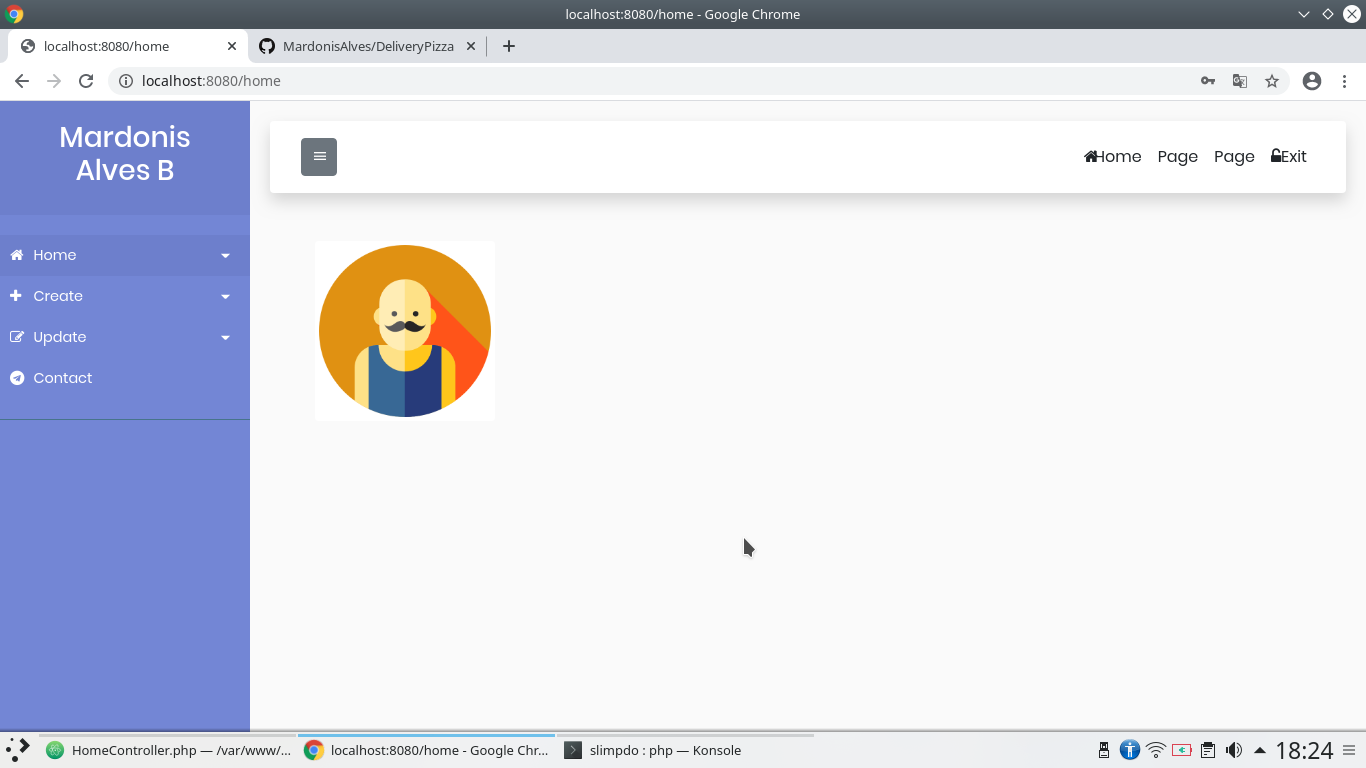 localhost:8080/home - Google Chrome
localhost:8080/home
MardonisAlves/DeliveryPizza
localhost:8080/home
Mardonis
Alves B
Home Page Page Exit
Home
Create
Update
Contact
HomeController.php — /var/www/...
localhost:8080/home - Google Chr...
slimpdo : php — Konsole
18:24